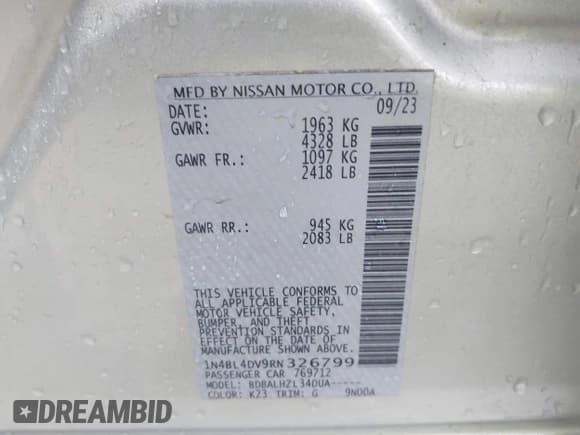 MFD BY NISSAN MOTOR CO., LTD.
DATE: 09/23
GVWR: 1963 KG
4328 LB
GAWR FR.: 1097 KG
2418 LB
GAWR RR.: 945 KG
2083 LB
THIS VEHICLE CONFORMS TO
ALL APPLICABLE FEDERAL
MOTOR VEHICLE SAFETY,
BUMPER, AND THEFT
PREVENTION STANDARDS IN
EFFECT ON THE DATE OF
MANUFACTURE SHOWN ABOVE.
1N4BL4DV9RN326799
PASSENGER CAR 769712
MODEL: BDBALHZL34DUA-----
COLOR: K23 TRIM: G 9N00A
DREAMBID